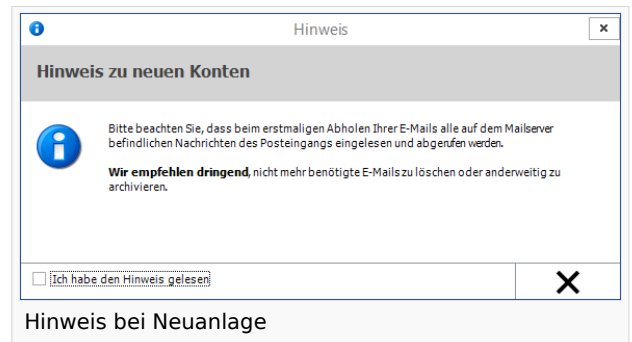 Hinweis
Hinweis zu neuen Konten
Bitte beachten Sie, dass beim erstmaligen Abholen Ihrer E-Mails alle auf dem Mailserver
befindlichen Nachrichten des Posteingangs eingelesen und abgerufen werden.
Wir empfehlen dringend, nicht mehr benötigte E-Mails zu löschen oder anderweitig zu
archivieren.
Ich habe den Hinweis gelesen
Hinweis bei Neuanlage